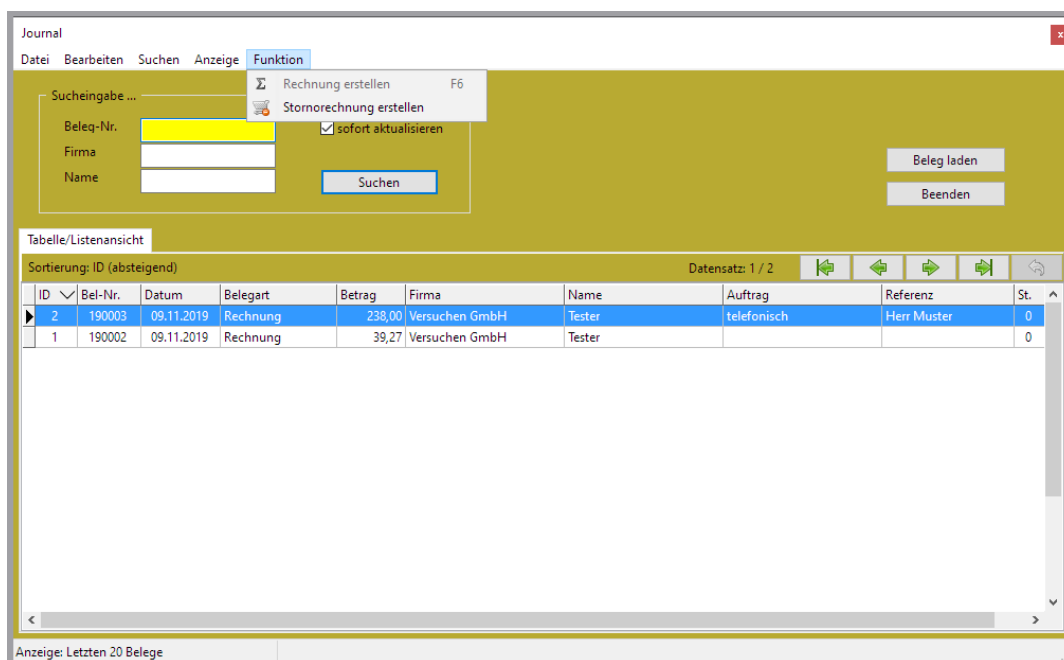 Journal
x
Datei Bearbeiten Suchen Anzeige Funktion
Σ Rechnung erstellen F6
Stornorechnung erstellen
Sucheingabe ...
Beleg-Nr.
sofort aktualisieren
Firma
Name
Suchen
Beleg laden
Beenden
Tabelle/Listenansicht
Sortierung: ID (absteigend) Datensatz: 1 / 2
ID Bel-Nr. Datum Belegart Betrag Firma Name Auftrag Referenz St.
2 190003 09.11.2019 Rechnung 238,00 Versuchen GmbH Tester telefonisch Herr Muster 0
1 190002 09.11.2019 Rechnung 39,27 Versuchen GmbH Tester 0
Anzeige: Letzten 20 Belege